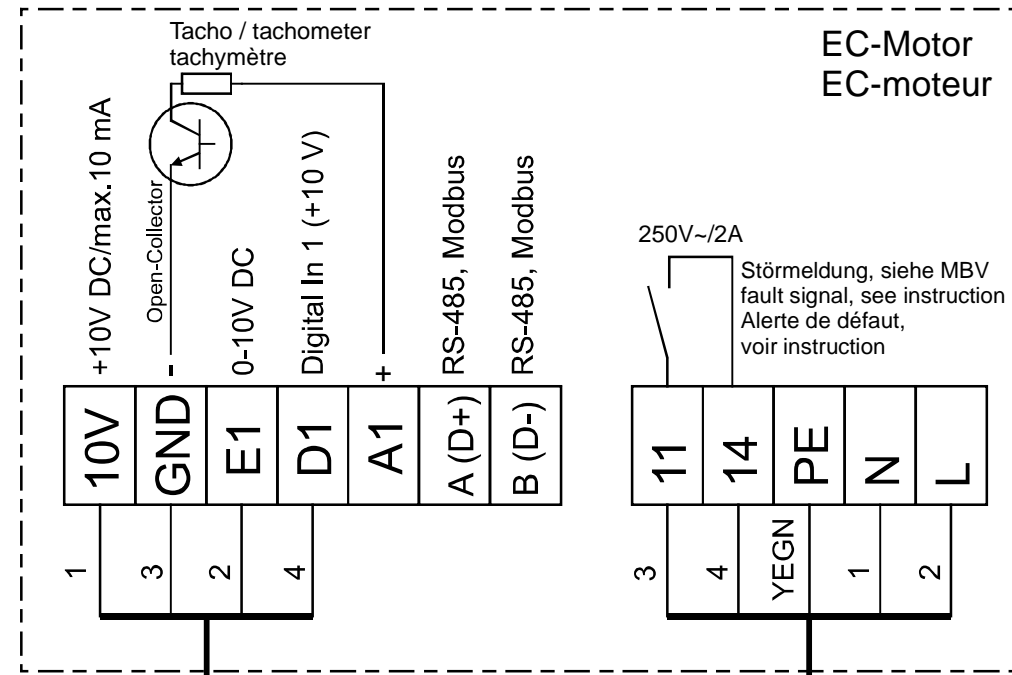 Tacho / tachometer
tachymètre
EC-Motor
EC-moteur
+10V DC/max.10 mA
Open-Collector
-
0-10V DC
Digital In 1 (+10 V)
+
RS-485, Modbus
RS-485, Modbus
250V~/2A
Störmeldung, siehe MBV
fault signal, see instruction
Alerte de défaut,
voir instruction
10V
GND
E1
D1
A1
A (D+)
B (D-)
11
14
PE
N
L
1
3
2
4
3
4
YEGN
1
2